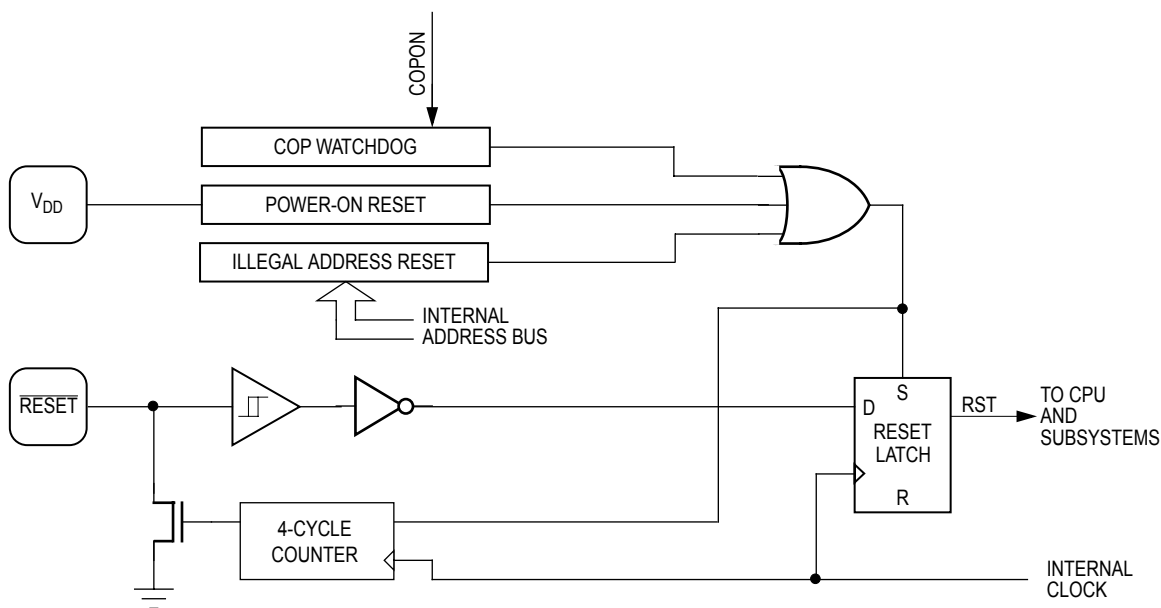 COPON
COP WATCHDOG
VDD
POWER-ON RESET
ILLEGAL ADDRESS RESET
INTERNAL
ADDRESS BUS
RESET
D
S
RESET
LATCH
R
RST
TO CPU
AND
SUBSYSTEMS
4-CYCLE
COUNTER
INTERNAL
CLOCK